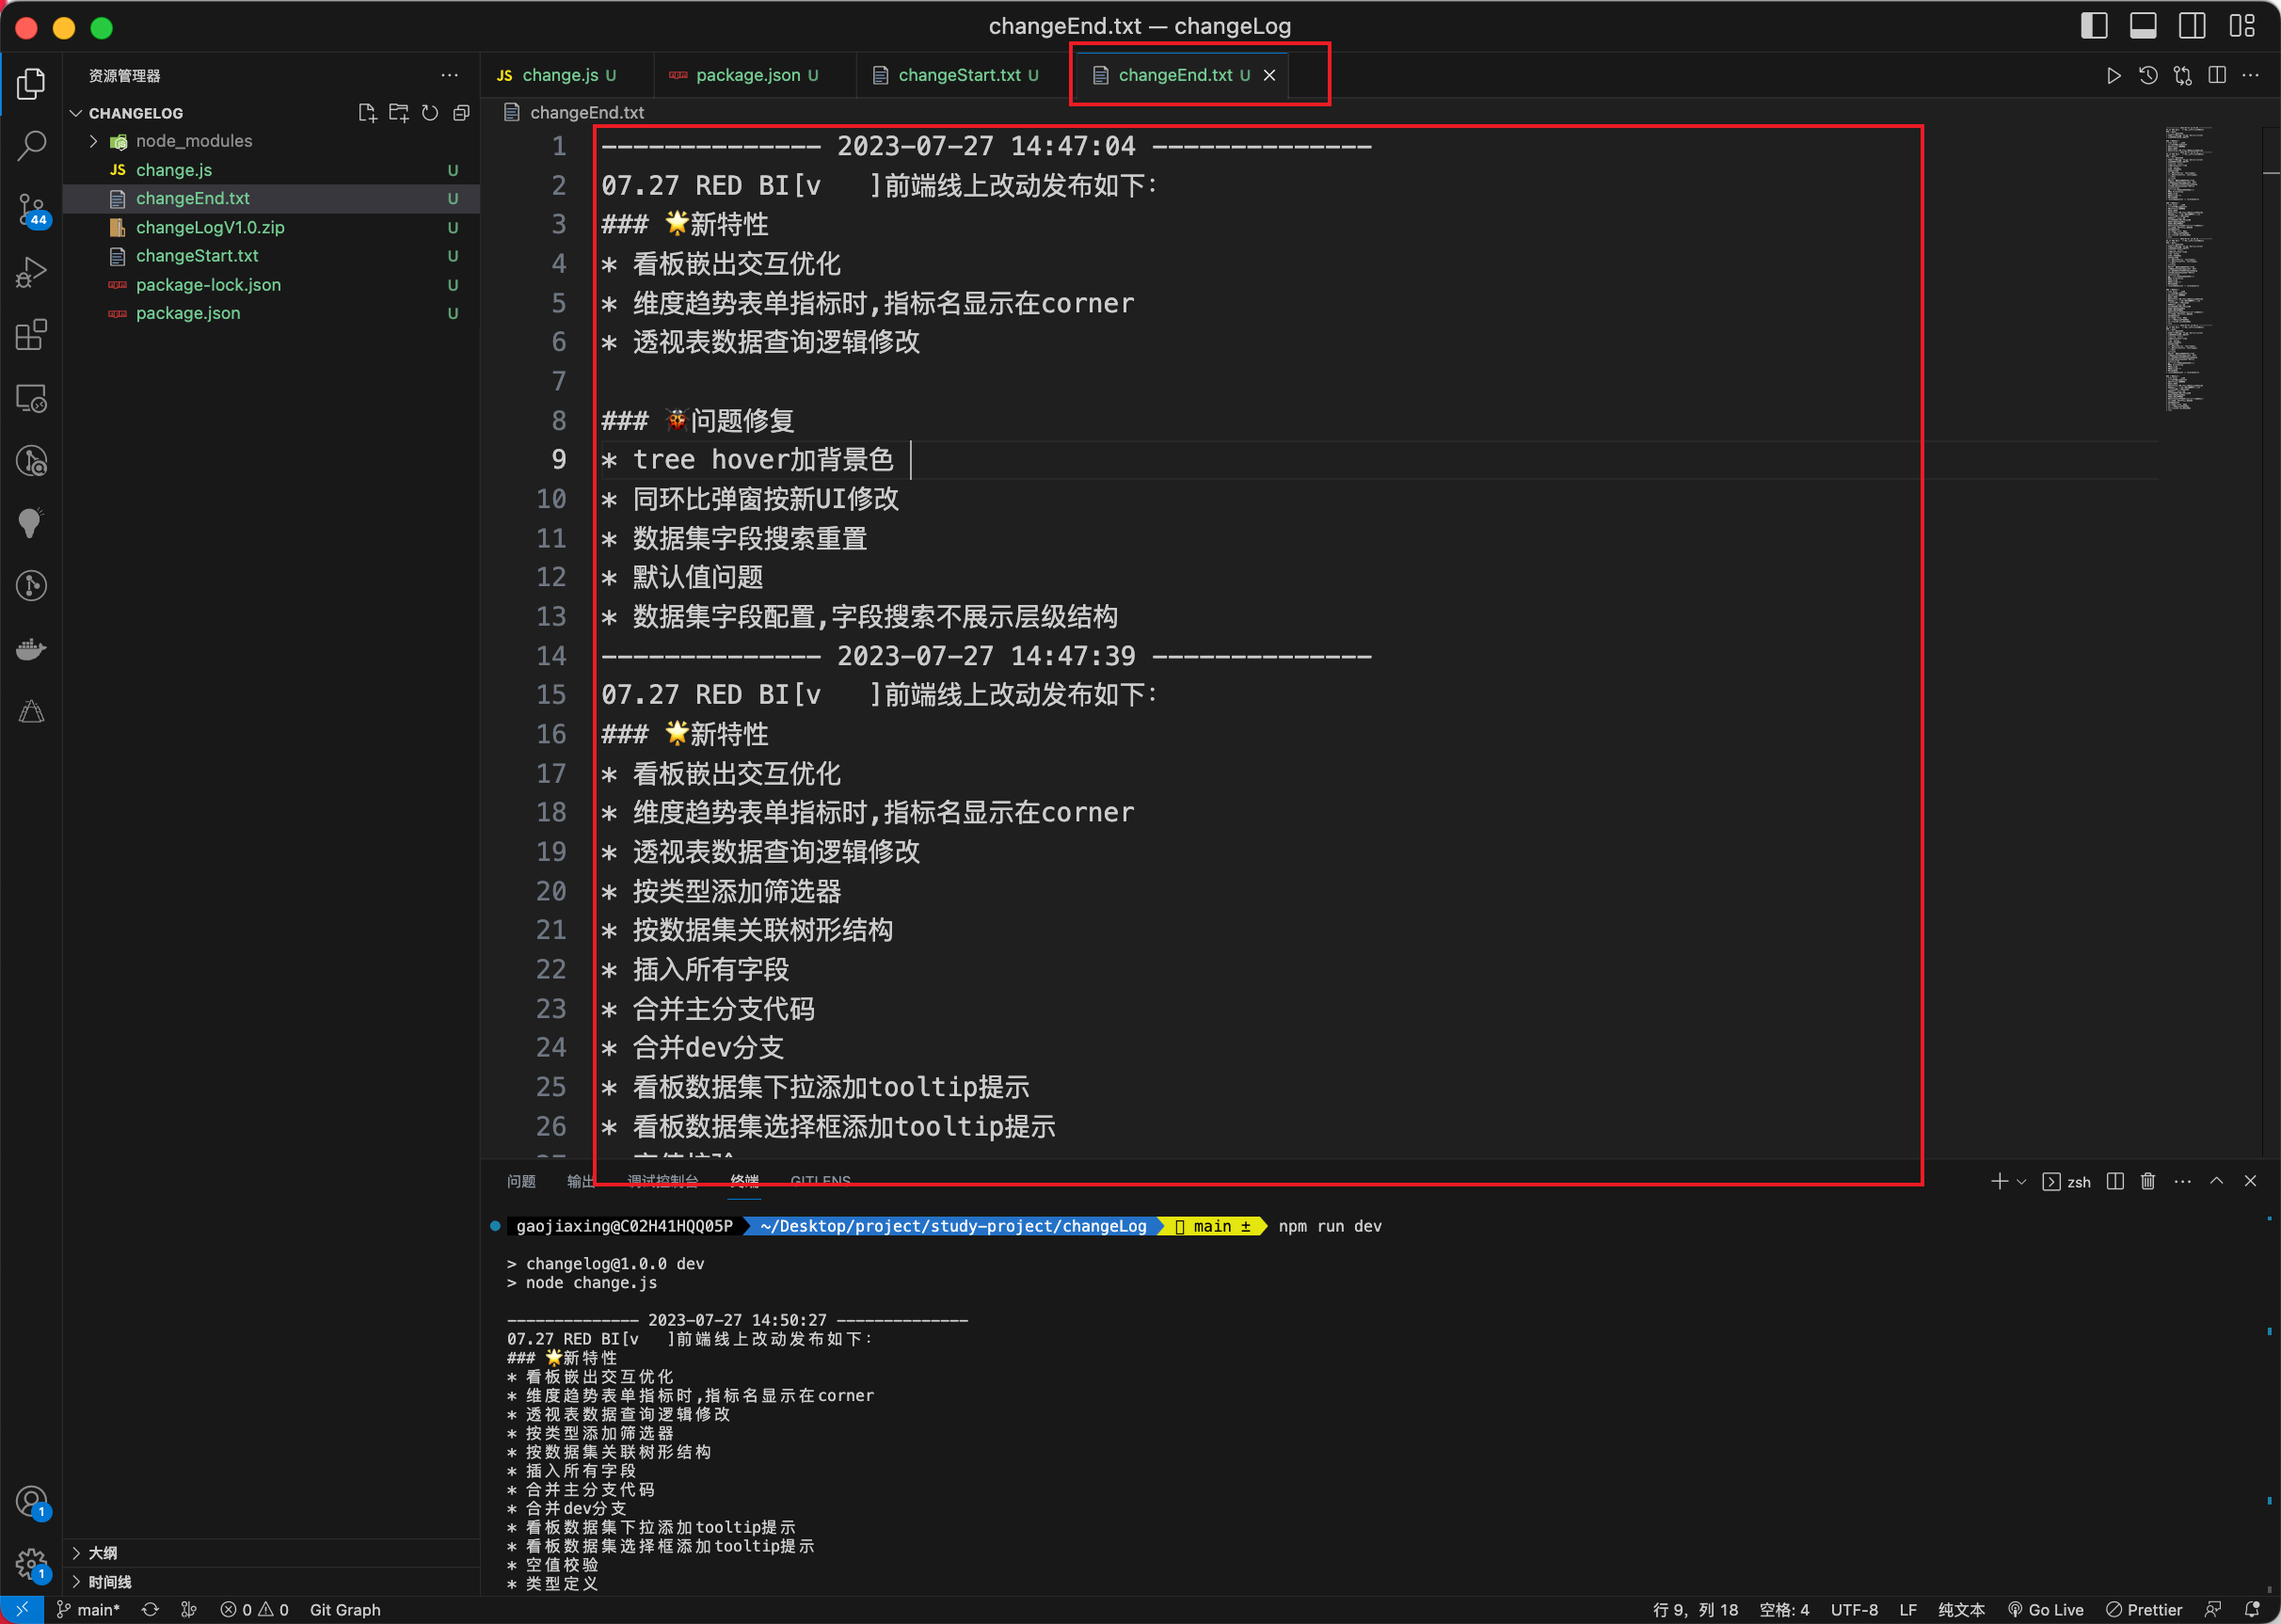 changeEnd.txt — changeLog
资源管理器
CHANGELOG
node_modules
JS change.js U
changeEnd.txt U
changeLogV1.0.zip U
changeStart.txt U
package-lock.json U
package.json U
44
1
1
大纲
时间线
JS change.js U
package.json U
changeStart.txt U
changeEnd.txt U
changeEnd.txt
1 -------------- 2023-07-27 14:47:04 --------------
2 07.27 RED BI[v   ]前端线上改动发布如下：
3 ### 🌟新特性
4 * 看板嵌出交互优化
5 * 维度趋势表单指标时,指标名显示在corner
6 * 透视表数据查询逻辑修改
7
8 ### 🐞问题修复
9 * tree hover加背景色
10 * 同环比弹窗按新UI修改
11 * 数据集字段搜索重置
12 * 默认值问题
13 * 数据集字段配置,字段搜索不展示层级结构
14 -------------- 2023-07-27 14:47:39 --------------
15 07.27 RED BI[v   ]前端线上改动发布如下：
16 ### 🌟新特性
17 * 看板嵌出交互优化
18 * 维度趋势表单指标时,指标名显示在corner
19 * 透视表数据查询逻辑修改
20 * 按类型添加筛选器
21 * 按数据集关联树形结构
22 * 插入所有字段
23 * 合并主分支代码
24 * 合并dev分支
25 * 看板数据集下拉添加tooltip提示
26 * 看板数据集选择框添加tooltip提示
问题 输出 调试控制台 终端 GITLENS
zsh
gaojiaxing@C02H41HQQ05P ~/Desktop/project/study-project/changeLog main ± npm run dev
> changelog@1.0.0 dev
> node change.js
-------------- 2023-07-27 14:50:27 --------------
07.27 RED BI[v   ]前端线上改动发布如下：
### 🌟新特性
* 看板嵌出交互优化
* 维度趋势表单指标时,指标名显示在corner
* 透视表数据查询逻辑修改
* 按类型添加筛选器
* 按数据集关联树形结构
* 插入所有字段
* 合并主分支代码
* 合并dev分支
* 看板数据集下拉添加tooltip提示
* 看板数据集选择框添加tooltip提示
* 空值校验
* 类型定义
main* 0 0 Git Graph 行 9，列 18 空格: 4 UTF-8 LF 纯文本 Go Live Prettier